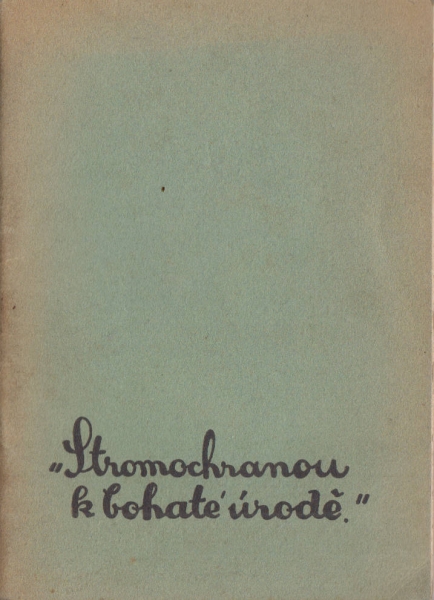 „Stromochranou
k bohaté úrodě."